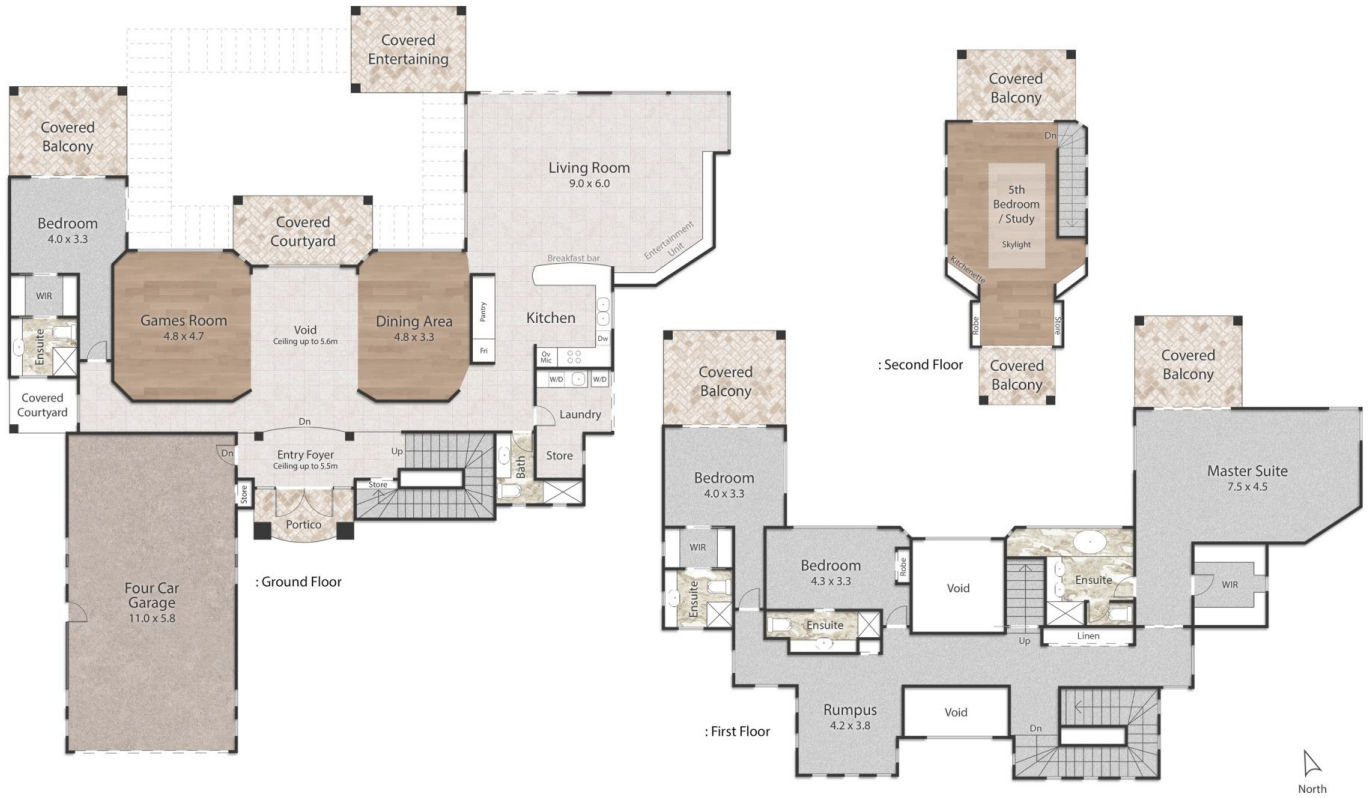 Covered
Entertaining
Covered
Balcony
Living Room
9.0 x 6.0
Entertainment
Unit
Bedroom
4.0 x 3.3
Covered
Courtyard
Breakfast bar
WIR
Games Room
4.8 x 4.7
Void
Ceiling up to 5.6m
Dining Area
4.8 x 3.3
Pantry
Fri
Kitchen
Dw
Ov
Mic
Ensuite
W/D
W/D
Covered
Courtyard
Laundry
Dn
Dn
Entry Foyer
Ceiling up to 5.5m
Up
Bath
Store
Store
Store
Portico
Four Car
Garage
11.0 x 5.8
: Ground Floor
Covered
Balcony
Dn
5th
Bedroom
/ Study
Skylight
Kachenette
Robe
Store
Covered
Balcony
: Second Floor
Covered
Balcony
Covered
Balcony
Bedroom
4.0 x 3.3
Master Suite
7.5 x 4.5
WIR
Bedroom
4.3 x 3.3
Robe
Void
Ensuite
WIR
Ensuite
Ensuite
Up
Linen
Rumpus
4.2 x 3.8
Void
Dn
: First Floor
North